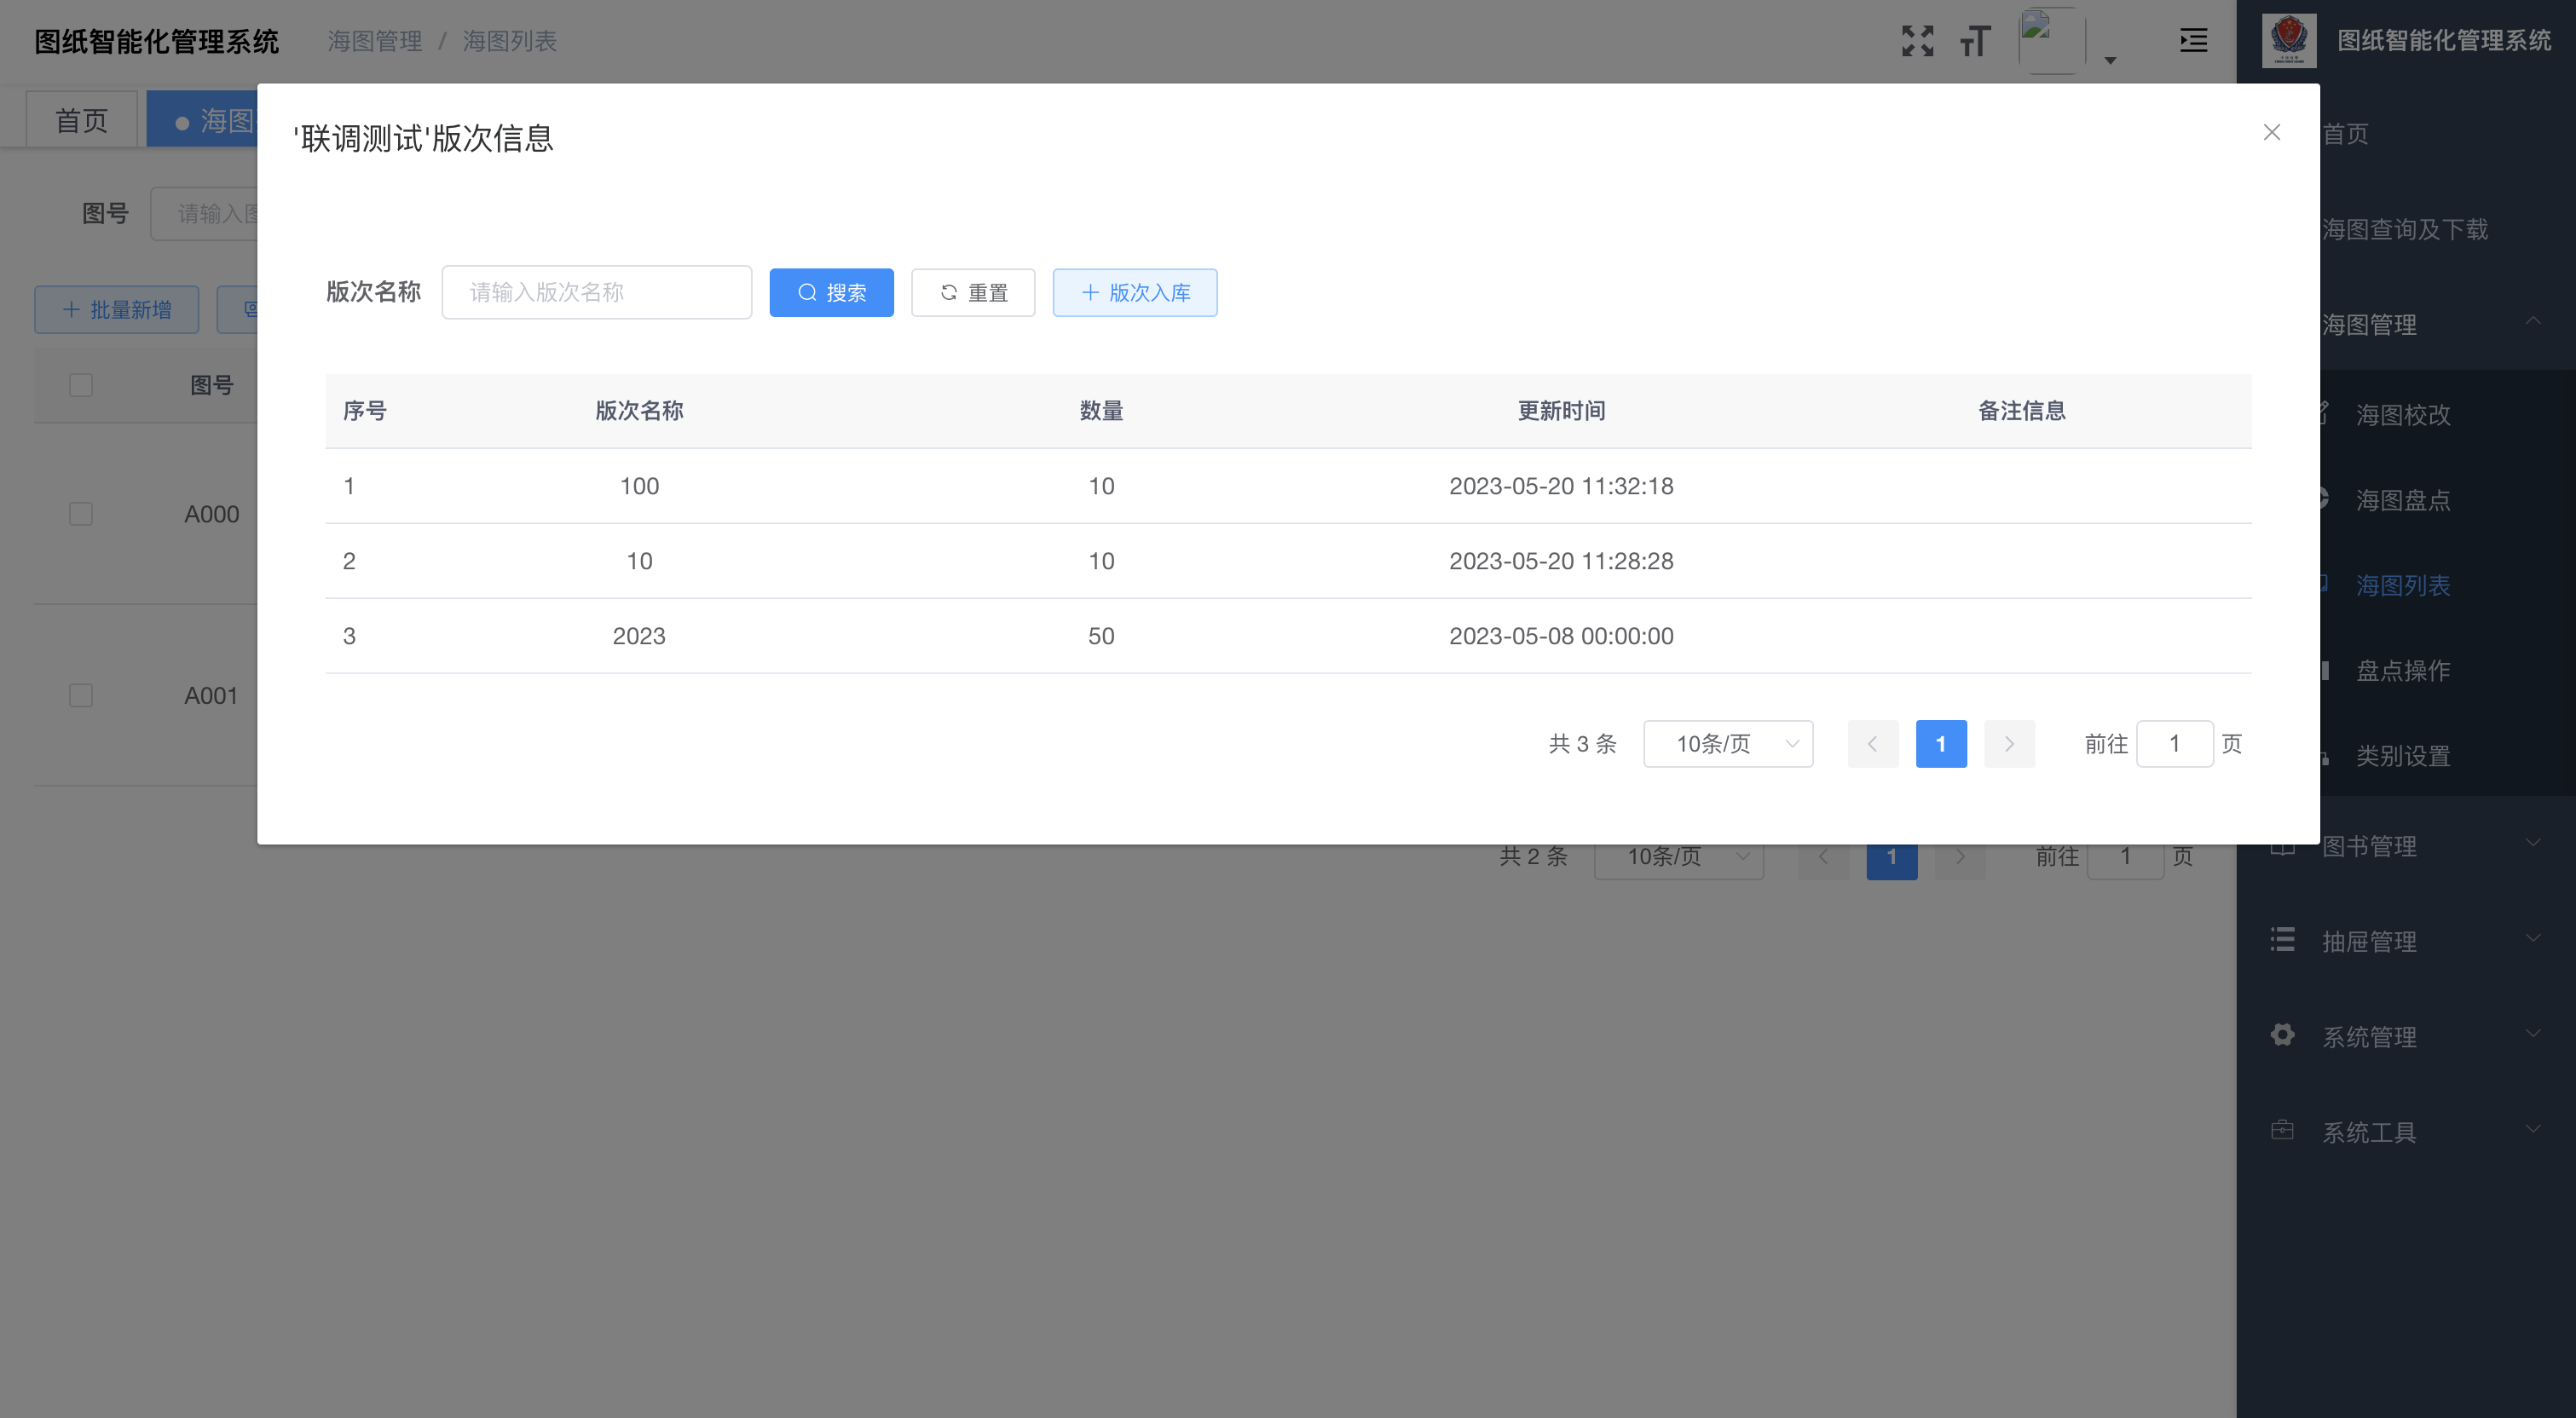 图纸智能化管理系统 海图管理 / 海图列表
图纸智能化管理系统
首页 海图
'联调测试'版次信息
首页
图号 请输入图
海图查询及下载
版次名称 请输入版次名称 搜索 重置 版次入库
批量新增
海图管理
图号
序号 版次名称 数量 更新时间 备注信息
海图校改
1 100 10 2023-05-20 11:32:18
A000
海图盘点
2 10 10 2023-05-20 11:28:28
海图列表
3 2023 50 2023-05-08 00:00:00
盘点操作
A001
共 3 条 10条/页 1 前往 1 页
类别设置
共 2 条 10条/页 1 前往 1 页
图书管理
抽屉管理
系统管理
系统工具